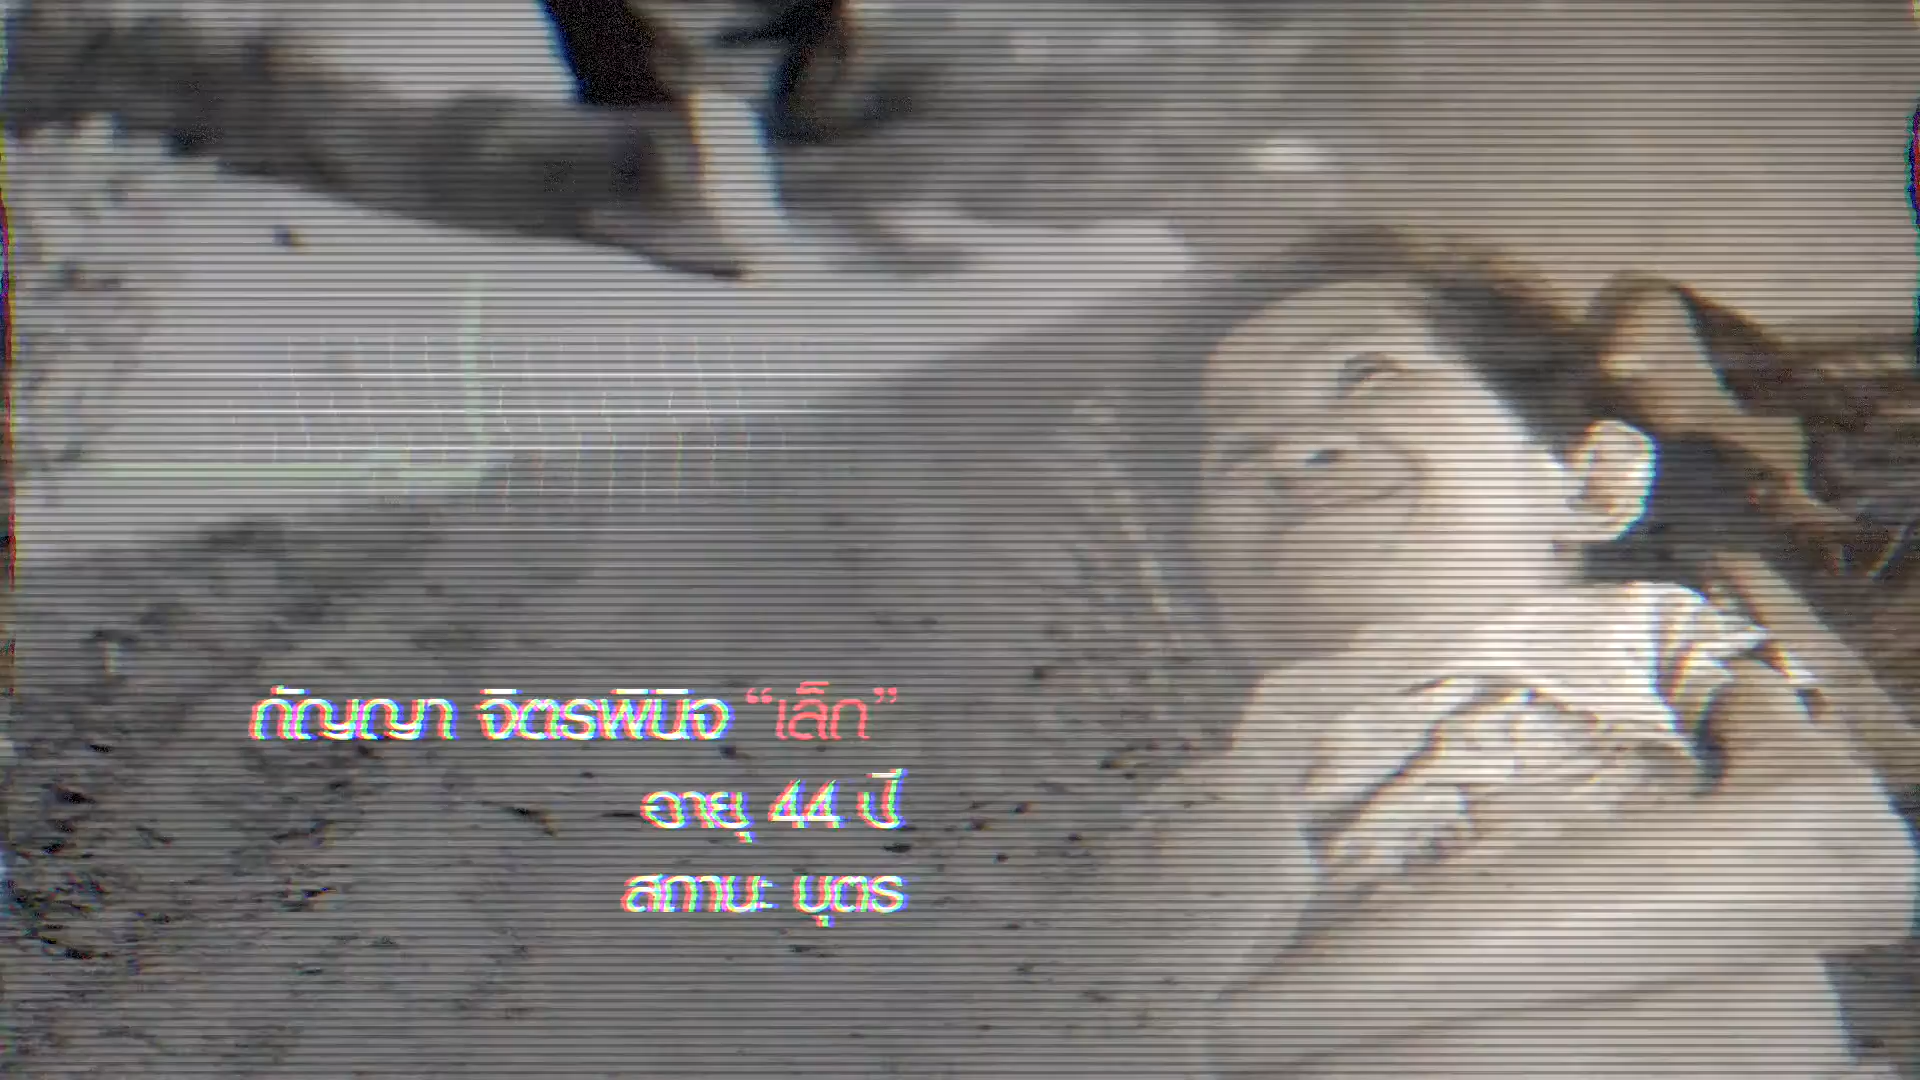 กัญญา จิตรพินิจ “เล็ก”
อายุ 44 ปี
สถานะ บุตร